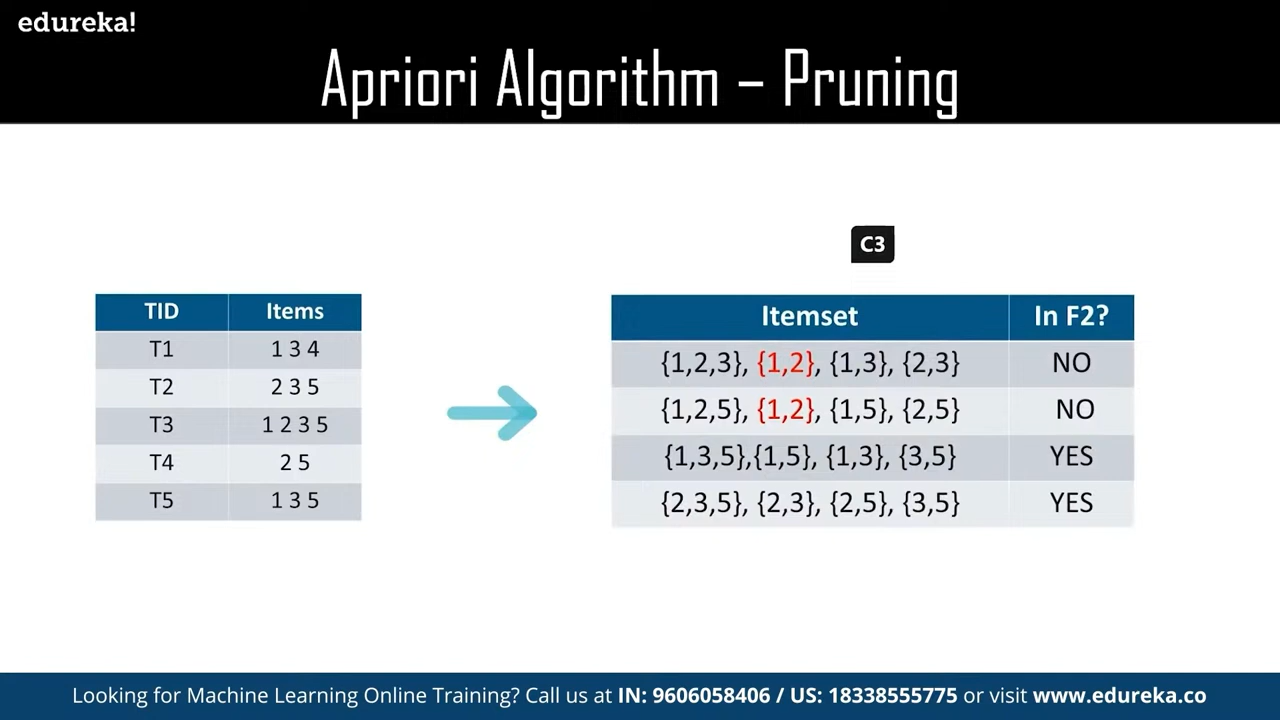 edureka!
Apriori Algorithm – Pruning
C3
TID Items
T1 1 3 4
T2 2 3 5
T3 1 2 3 5
T4 2 5
T5 1 3 5
Itemset In F2?
{1,2,3}, {1,2}, {1,3}, {2,3} NO
{1,2,5}, {1,2}, {1,5}, {2,5} NO
{1,3,5},{1,5}, {1,3}, {3,5} YES
{2,3,5}, {2,3}, {2,5}, {3,5} YES
Looking for Machine Learning Online Training? Call us at IN: 9606058406 / US: 18338555775 or visit www.edureka.co